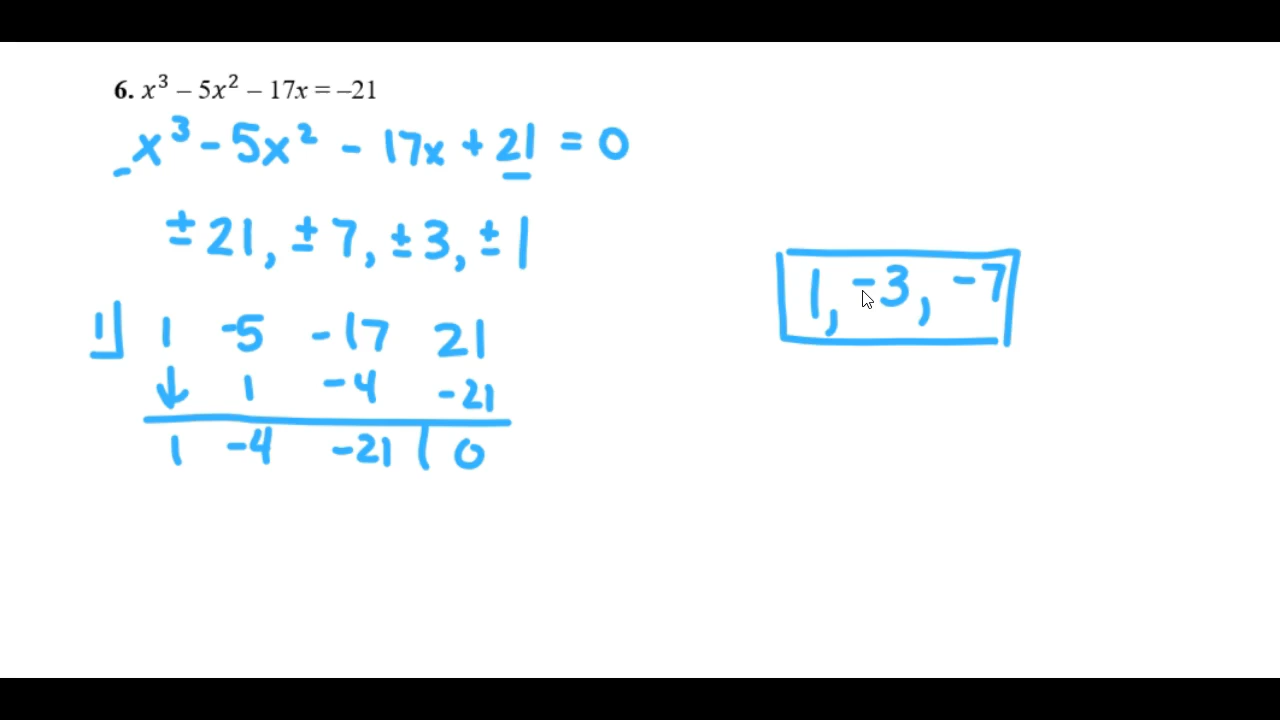 6. x³ – 5x² – 17x = –21
x³ - 5x² - 17x + 21 = 0
± 21, ± 7, ± 3, ± 1
1, -3, -7
1 1 -5 -17 21
↓ 1 -4 -21
1 -4 -21 | 0